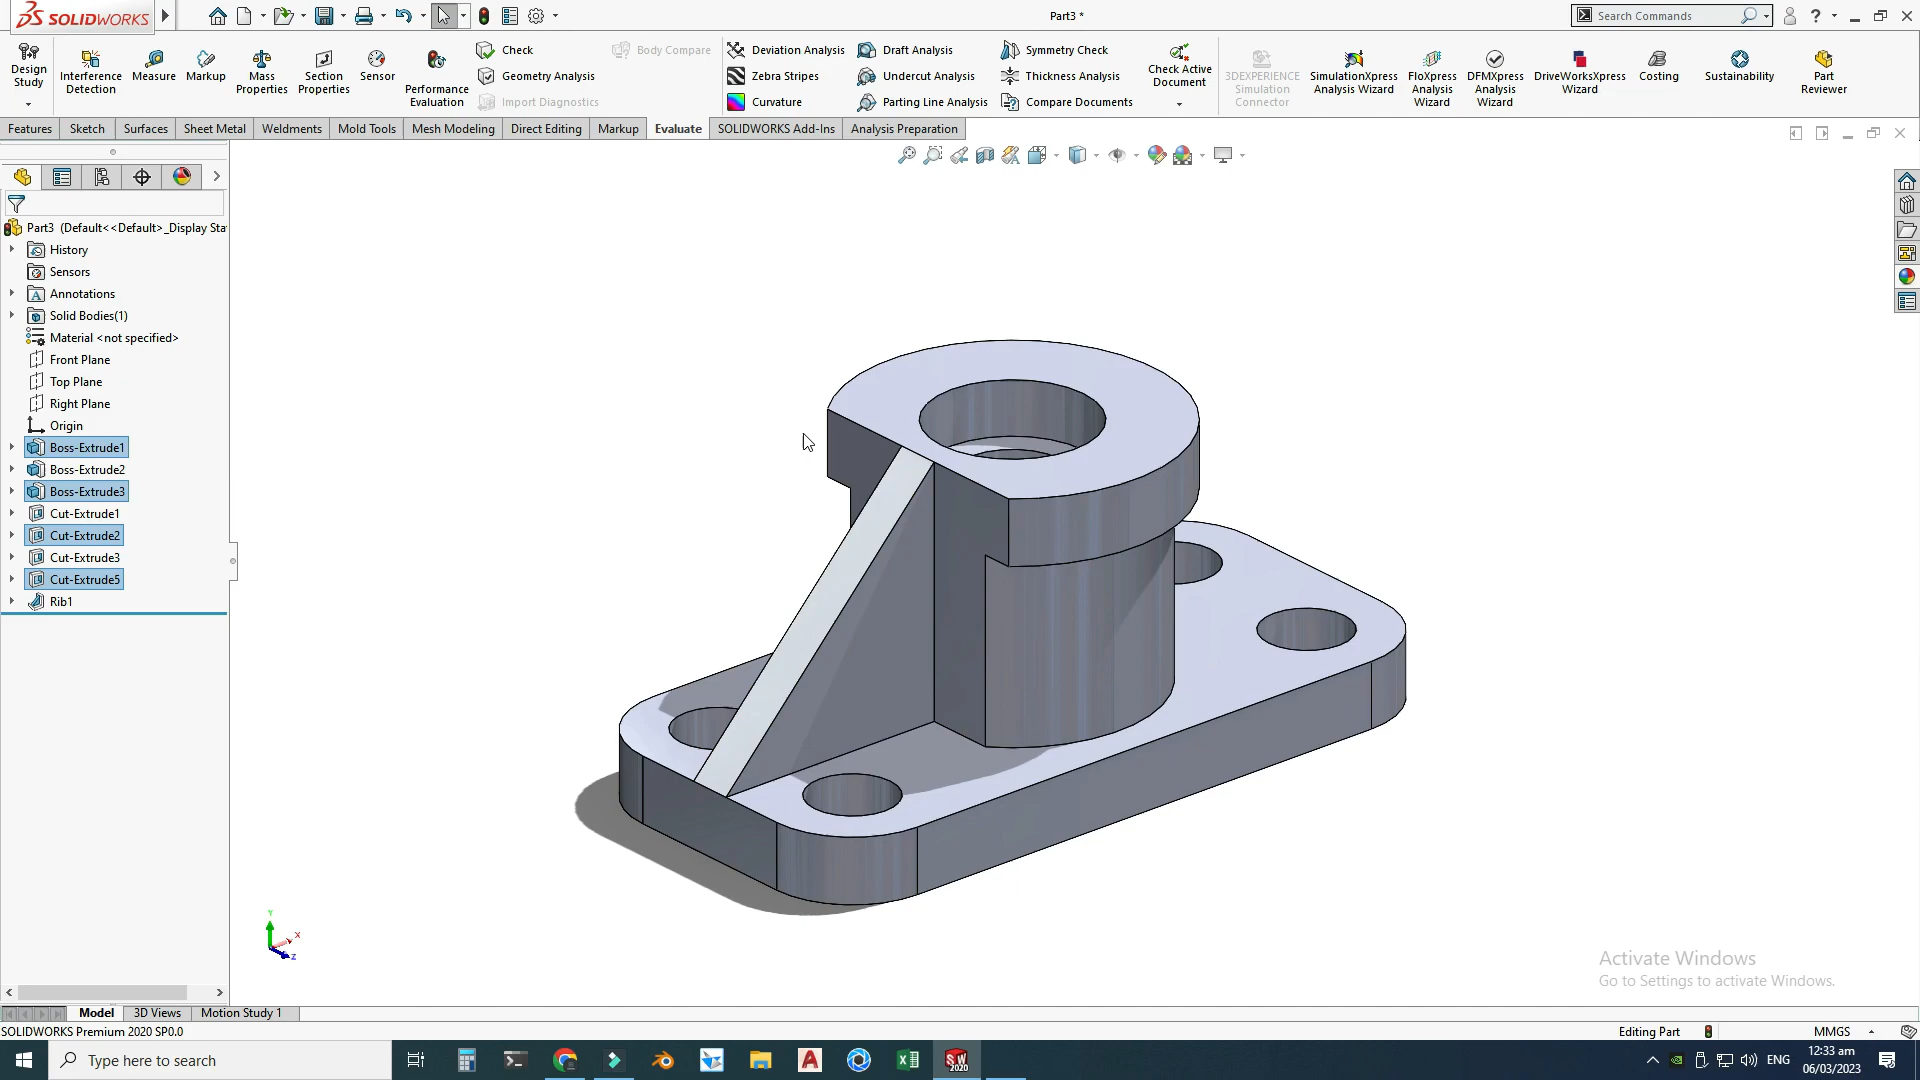 SOLIDWORKS
Part3 *
Search Commands
Design Study
Interference Detection
Measure
Markup
Mass Properties
Section Properties
Sensor
Performance Evaluation
Check
Geometry Analysis
Import Diagnostics
Body Compare
Deviation Analysis
Zebra Stripes
Curvature
Draft Analysis
Undercut Analysis
Parting Line Analysis
Symmetry Check
Thickness Analysis
Compare Documents
Check Active Document
3DEXPERIENCE Simulation Connector
SimulationXpress Analysis Wizard
FloXpress Analysis Wizard
DFMXpress Analysis Wizard
DriveWorksXpress Wizard
Costing
Sustainability
Part Reviewer
Features
Sketch
Surfaces
Sheet Metal
Weldments
Mold Tools
Mesh Modeling
Direct Editing
Markup
Evaluate
SOLIDWORKS Add-Ins
Analysis Preparation
Part3 (Default<<Default>_Display Sta
History
Sensors
Annotations
Solid Bodies(1)
Material <not specified>
Front Plane
Top Plane
Right Plane
Origin
Boss-Extrude1
Boss-Extrude2
Boss-Extrude3
Cut-Extrude1
Cut-Extrude2
Cut-Extrude3
Cut-Extrude5
Rib1
Y
X
Z
Activate Windows
Go to Settings to activate Windows.
Model
3D Views
Motion Study 1
SOLIDWORKS Premium 2020 SP0.0
Editing Part
MMGS
Type here to search
SW 2020
ENG
12:33 am
06/03/2023